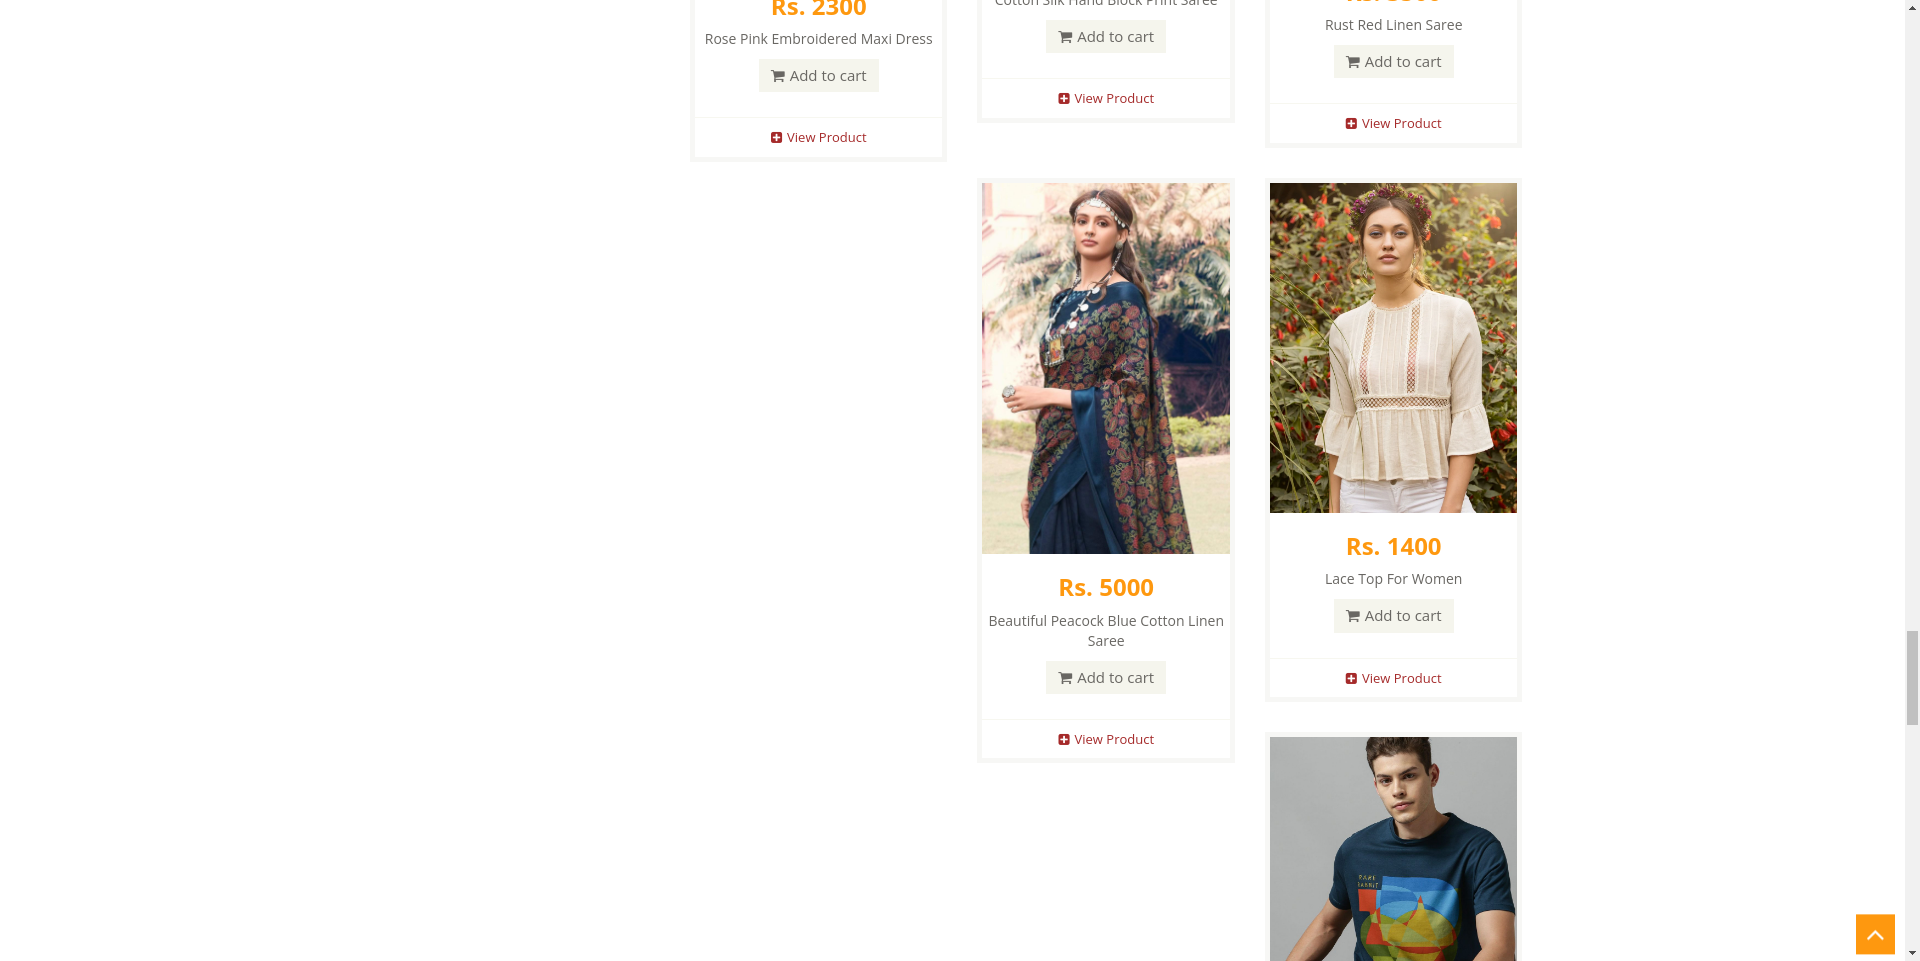 Rs. 2300
Rose Pink Embroidered Maxi Dress
Add to cart
View Product
Cotton Silk Hand Block Print Saree
Add to cart
View Product
Rust Red Linen Saree
Add to cart
View Product
Rs. 5000
Beautiful Peacock Blue Cotton Linen
Saree
Add to cart
View Product
Rs. 1400
Lace Top For Women
Add to cart
View Product
RARE
RABBIT